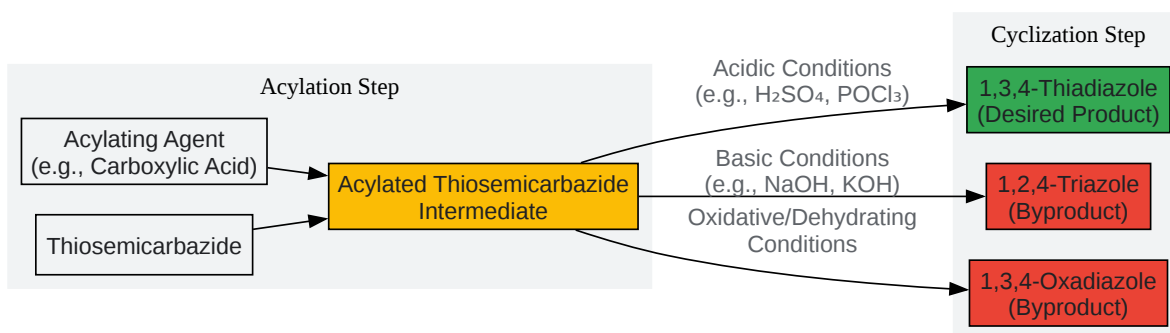 Cyclization Step
Acylation Step
Acidic Conditions
(e.g., H₂SO₄, POCl₃)
1,3,4-Thiadiazole
(Desired Product)
Acylating Agent
(e.g., Carboxylic Acid)
Basic Conditions
(e.g., NaOH, KOH)
Acylated Thiosemicarbazide
Intermediate
1,2,4-Triazole
(Byproduct)
Thiosemicarbazide
Oxidative/Dehydrating
Conditions
1,3,4-Oxadiazole
(Byproduct)